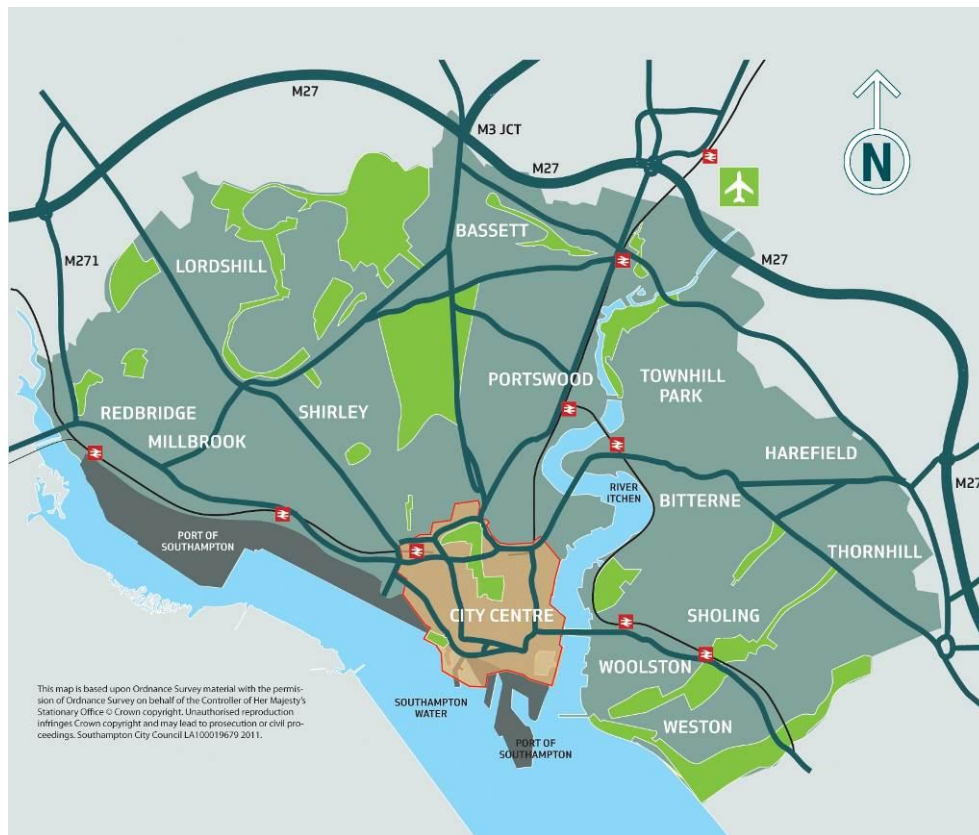 M27
M3 JCT
M27
N
BASSETT
M271
LORDSHILL
M27
PORTSWOOD
TOWNHILL
PARK
REDBRIDGE
SHIRLEY
MILLBROOK
HAREFIELD
M27
RIVER
ITCHEN
BITTERNE
PORT OF
SOUTHAMPTON
THORNHILL
CITY CENTRE
SHOLING
WOOLSTON
This map is based upon Ordnance Survey material with the permis-
sion of Ordnance Survey on behalf of the Controller of Her Majesty's
Stationary Office © Crown copyright. Unauthorised reproduction
infringes Crown copyright and may lead to prosecution or civil pro-
ceedings. Southampton City Council LA100019679 2011.
SOUTHAMPTON
WATER
WESTON
PORT OF
SOUTHAMPTON